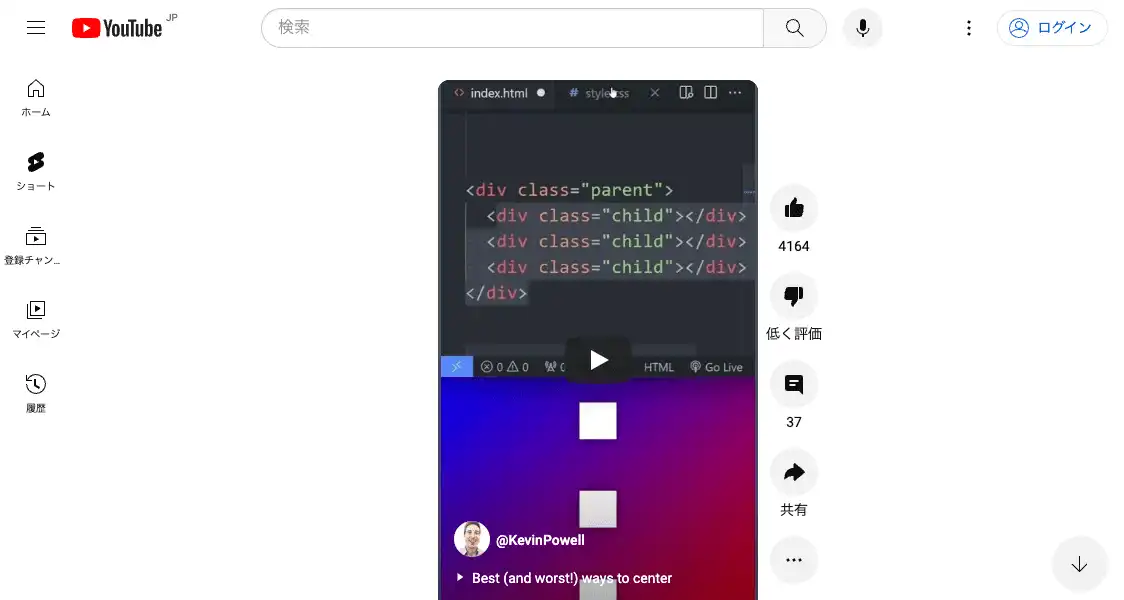 YouTube JP
検索
ログイン
ホーム
ショート
登録チャン...
マイページ
履歴
index.html
# style.css
<div class="parent">
<div class="child"></div>
<div class="child"></div>
<div class="child"></div>
</div>
0 0
HTML
Go Live
4164
低く評価
37
共有
@KevinPowell
Best (and worst!) ways to center